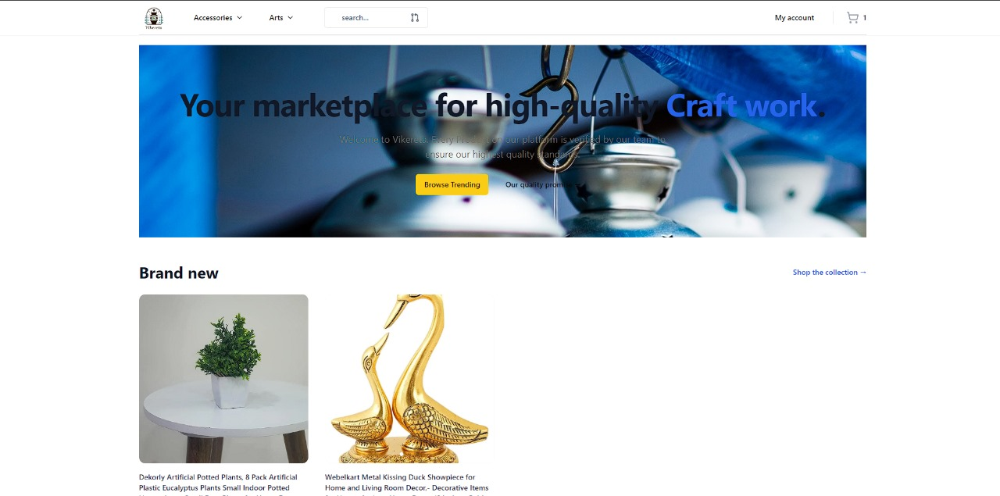 Accessories
Arts
search...
My account
1
Vikereta
Your marketplace for high-quality Craft work.
Welcome to Vikereta. Every Product on our platform is verified by our team to
ensure our highest quality standards.
Browse Trending
Our quality promise
Brand new
Shop the collection →
Dekorly Artificial Potted Plants, 8 Pack Artificial
Plastic Eucalyptus Plants Small Indoor Potted
Webelkart Metal Kissing Duck Showpiece for
Home and Living Room Decor,- Decorative Items